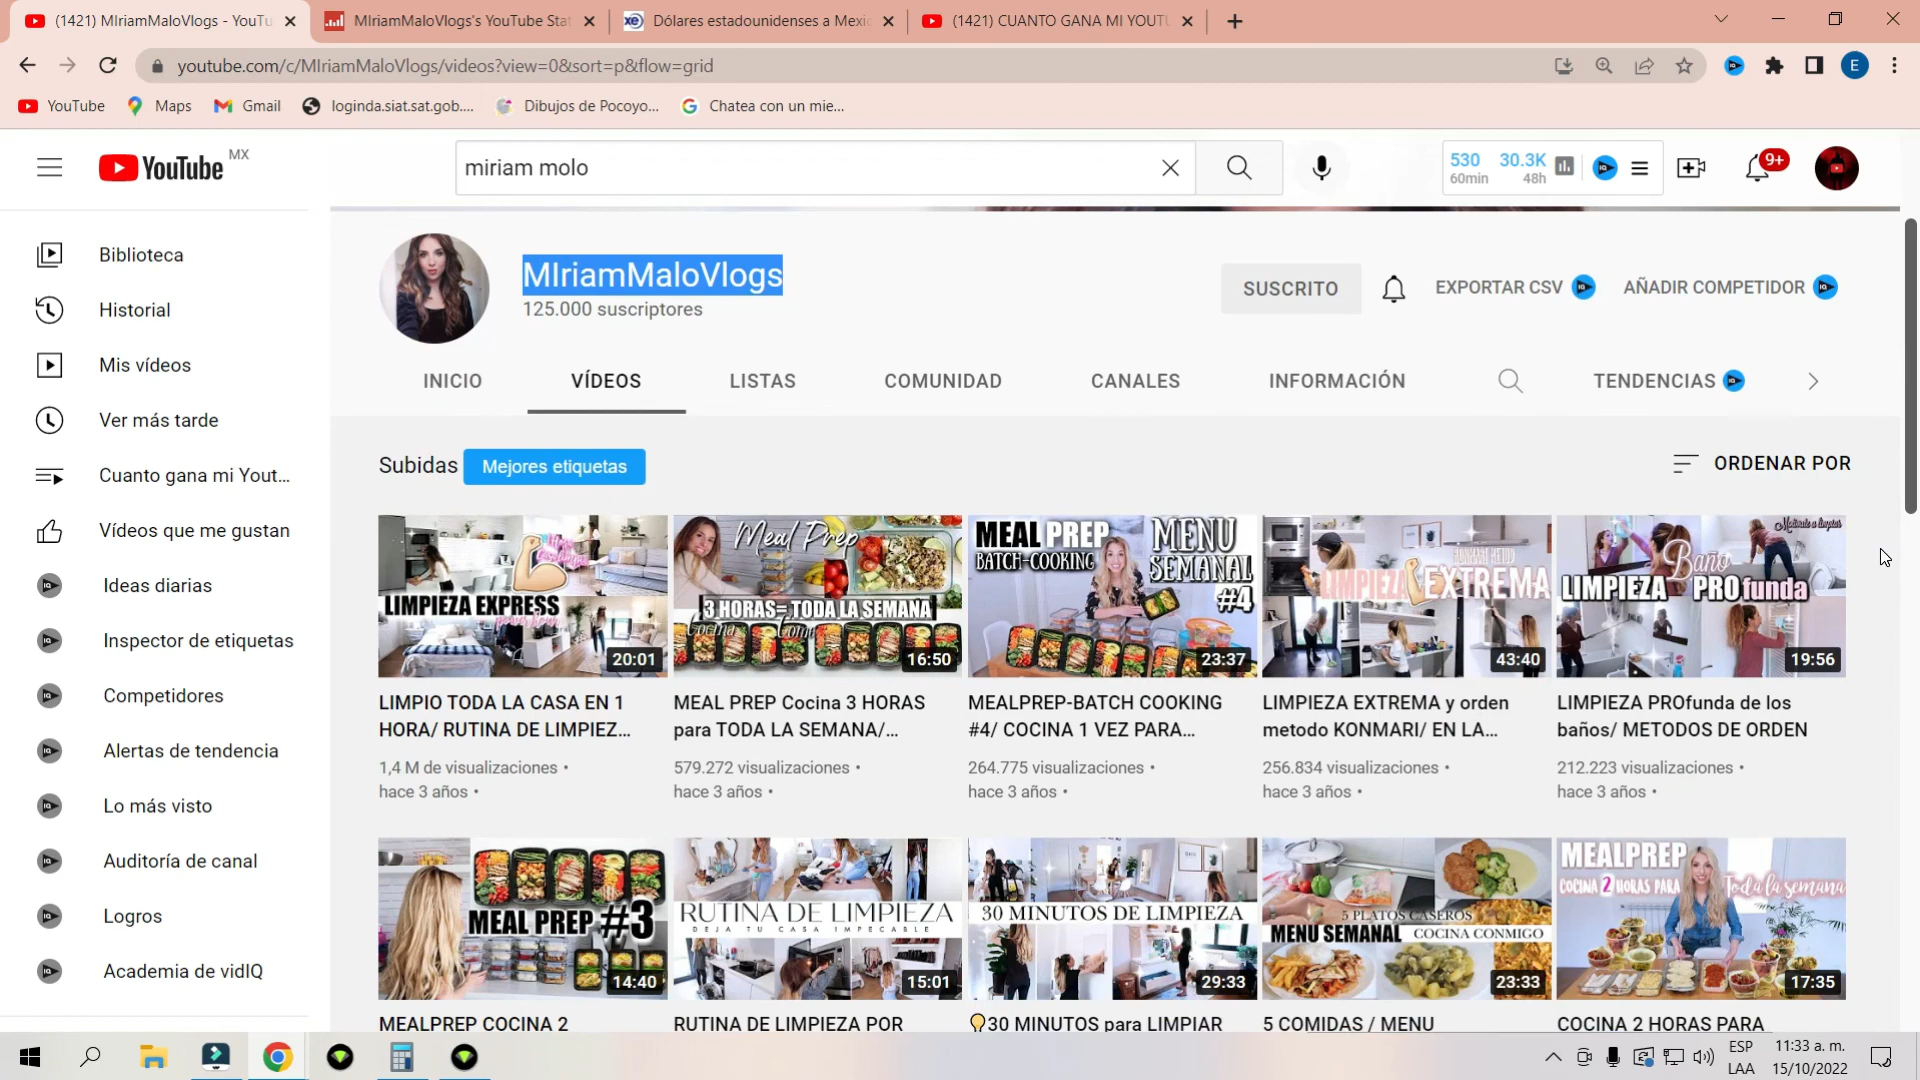 (1421) MIriamMaloVlogs - YouTu
MIriamMaloVlogs's YouTube Stat
Dólares estadounidenses a Mexic
(1421) CUANTO GANA MI YOUTU
youtube.com/c/MIriamMaloVlogs/videos?view=0&sort=p&flow=grid
E
YouTube
Maps
Gmail
loginda.siat.sat.gob....
Dibujos de Pocoyo...
Chatea con un mie...
YouTube MX
miriam molo
530
60min
30.3K
48h
9+
Biblioteca
Historial
Mis vídeos
Ver más tarde
Cuanto gana mi Yout...
Vídeos que me gustan
Ideas diarias
Inspector de etiquetas
Competidores
Alertas de tendencia
Lo más visto
Auditoría de canal
Logros
Academia de vidIQ
MIriamMaloVlogs
125.000 suscriptores
SUSCRITO
EXPORTAR CSV
AÑADIR COMPETIDOR
INICIO
VÍDEOS
LISTAS
COMUNIDAD
CANALES
INFORMACIÓN
TENDENCIAS
Subidas
Mejores etiquetas
ORDENAR POR
LIMPIEZA EXPRESS
20:01
Meal Prep
3 HORAS= TODA LA SEMANA
16:50
MEAL PREP
BATCH-COOKING
MENU
SEMANAL
#4
23:37
LIMPIEZA EXTREMA
43:40
Baño
LIMPIEZA PROfunda
19:56
LIMPIO TODA LA CASA EN 1
HORA/ RUTINA DE LIMPIEZ...
1,4 M de visualizaciones •
hace 3 años •
MEAL PREP Cocina 3 HORAS
para TODA LA SEMANA/...
579.272 visualizaciones •
hace 3 años •
MEALPREP-BATCH COOKING
#4/ COCINA 1 VEZ PARA...
264.775 visualizaciones •
hace 3 años •
LIMPIEZA EXTREMA y orden
metodo KONMARI/ EN LA...
256.834 visualizaciones •
hace 3 años •
LIMPIEZA PROfunda de los
baños/ METODOS DE ORDEN
212.223 visualizaciones •
hace 3 años •
MEAL PREP #3
14:40
RUTINA DE LIMPIEZA
DEJA TU CASA IMPECABLE
15:01
30 MINUTOS DE LIMPIEZA
29:33
5 PLATOS CASEROS
MENU SEMANAL COCINA CONMIGO
23:33
MEALPREP
COCINA 2 HORAS PARA Toda la semana
17:35
MEALPREP COCINA 2
RUTINA DE LIMPIEZA POR
30 MINUTOS para LIMPIAR
5 COMIDAS / MENU
COCINA 2 HORAS PARA
ESP
LAA
11:33 a. m.
15/10/2022